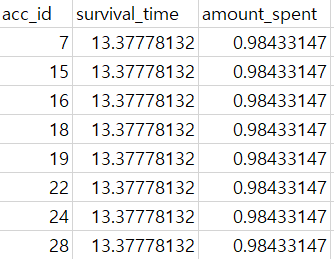 acc_id survival_time amount_spent
7 13.37778132 0.98433147
15 13.37778132 0.98433147
16 13.37778132 0.98433147
18 13.37778132 0.98433147
19 13.37778132 0.98433147
22 13.37778132 0.98433147
24 13.37778132 0.98433147
28 13.37778132 0.98433147